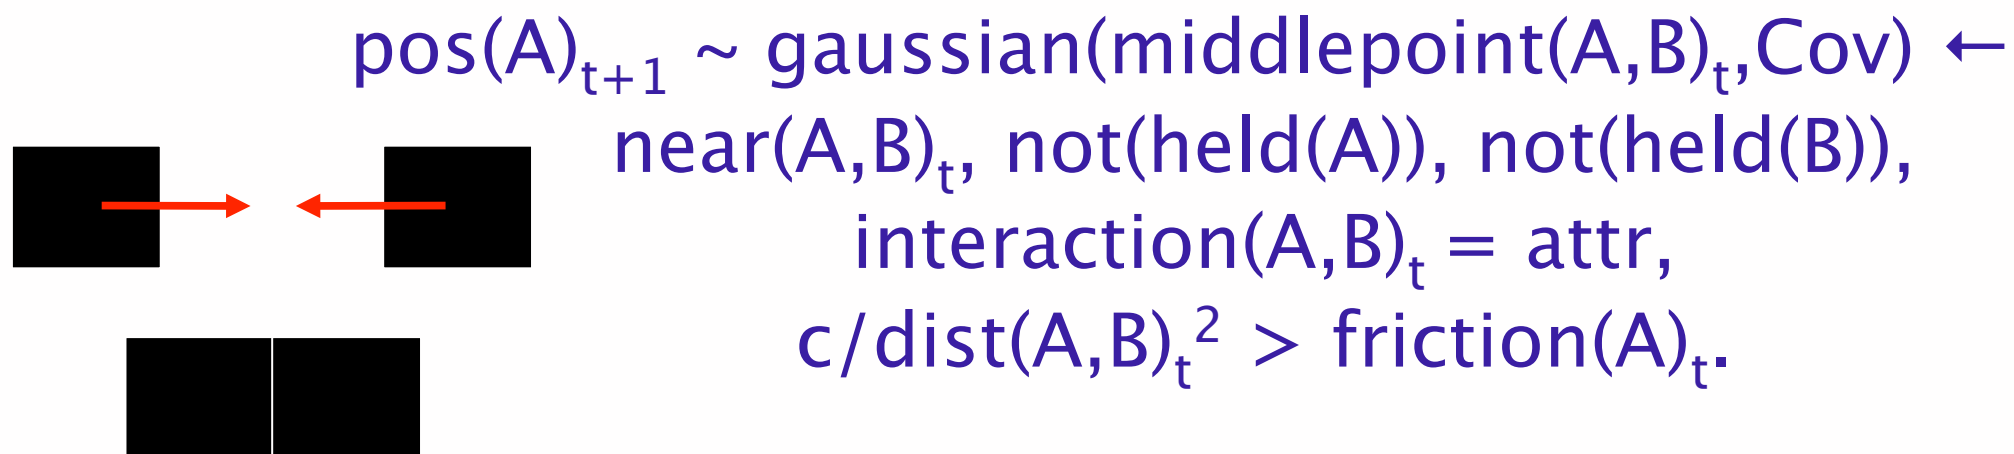 pos(A)ₜ₊₁ ~ gaussian(middlepoint(A,B)ₜ,Cov) ←
near(A,B)ₜ, not(held(A)), not(held(B)),
interaction(A,B)ₜ = attr,
c/dist(A,B)ₜ² > friction(A)ₜ.